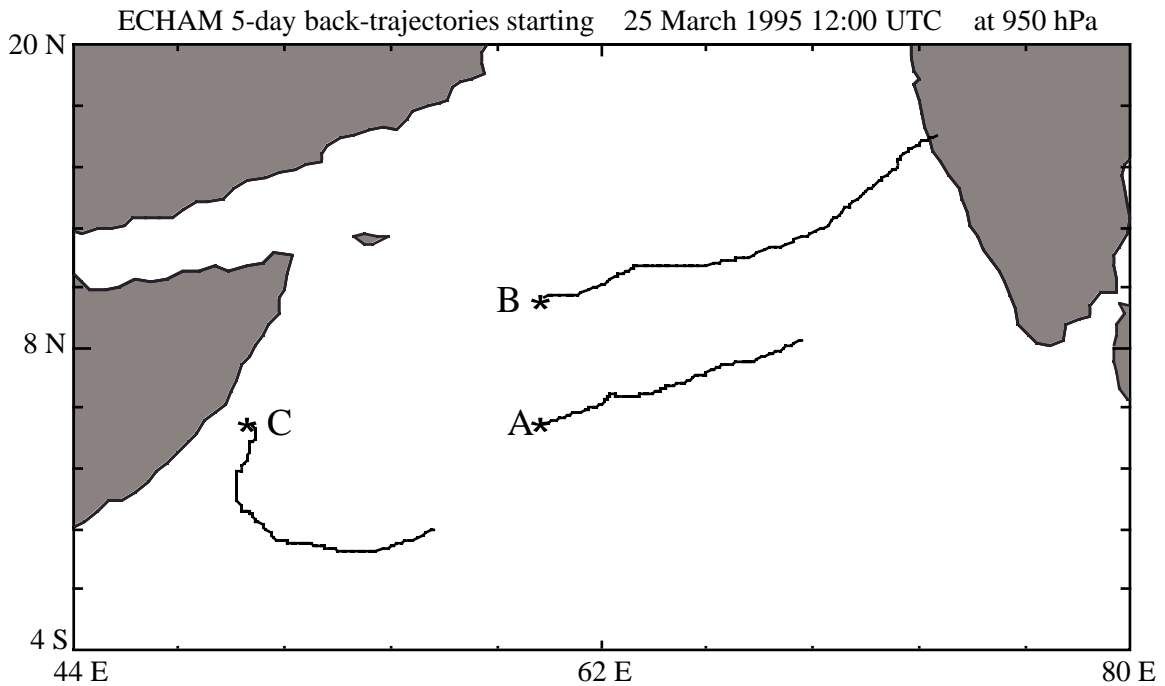 ECHAM 5-day back-trajectories starting 25 March 1995 12:00 UTC at 950 hPa
20 N
B
8 N
A
C
4 S
44 E 62 E 80 E